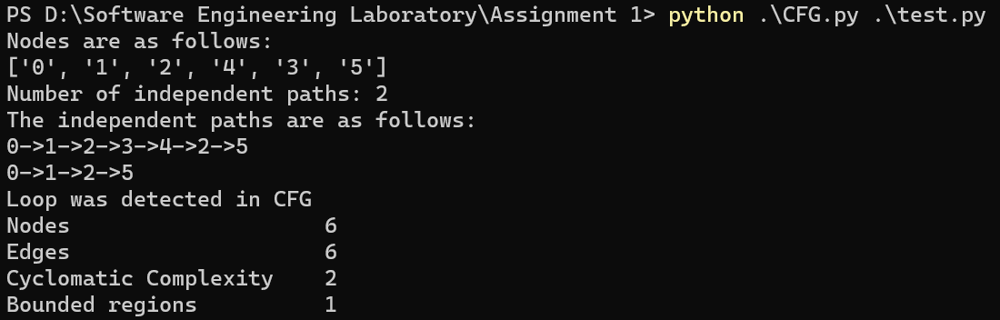 PS D:\Software Engineering Laboratory\Assignment 1> python .\CFG.py .\test.py
Nodes are as follows:
['0', '1', '2', '4', '3', '5']
Number of independent paths: 2
The independent paths are as follows:
0->1->2->3->4->2->5
0->1->2->5
Loop was detected in CFG
Nodes                    6
Edges                    6
Cyclomatic Complexity    2
Bounded regions          1